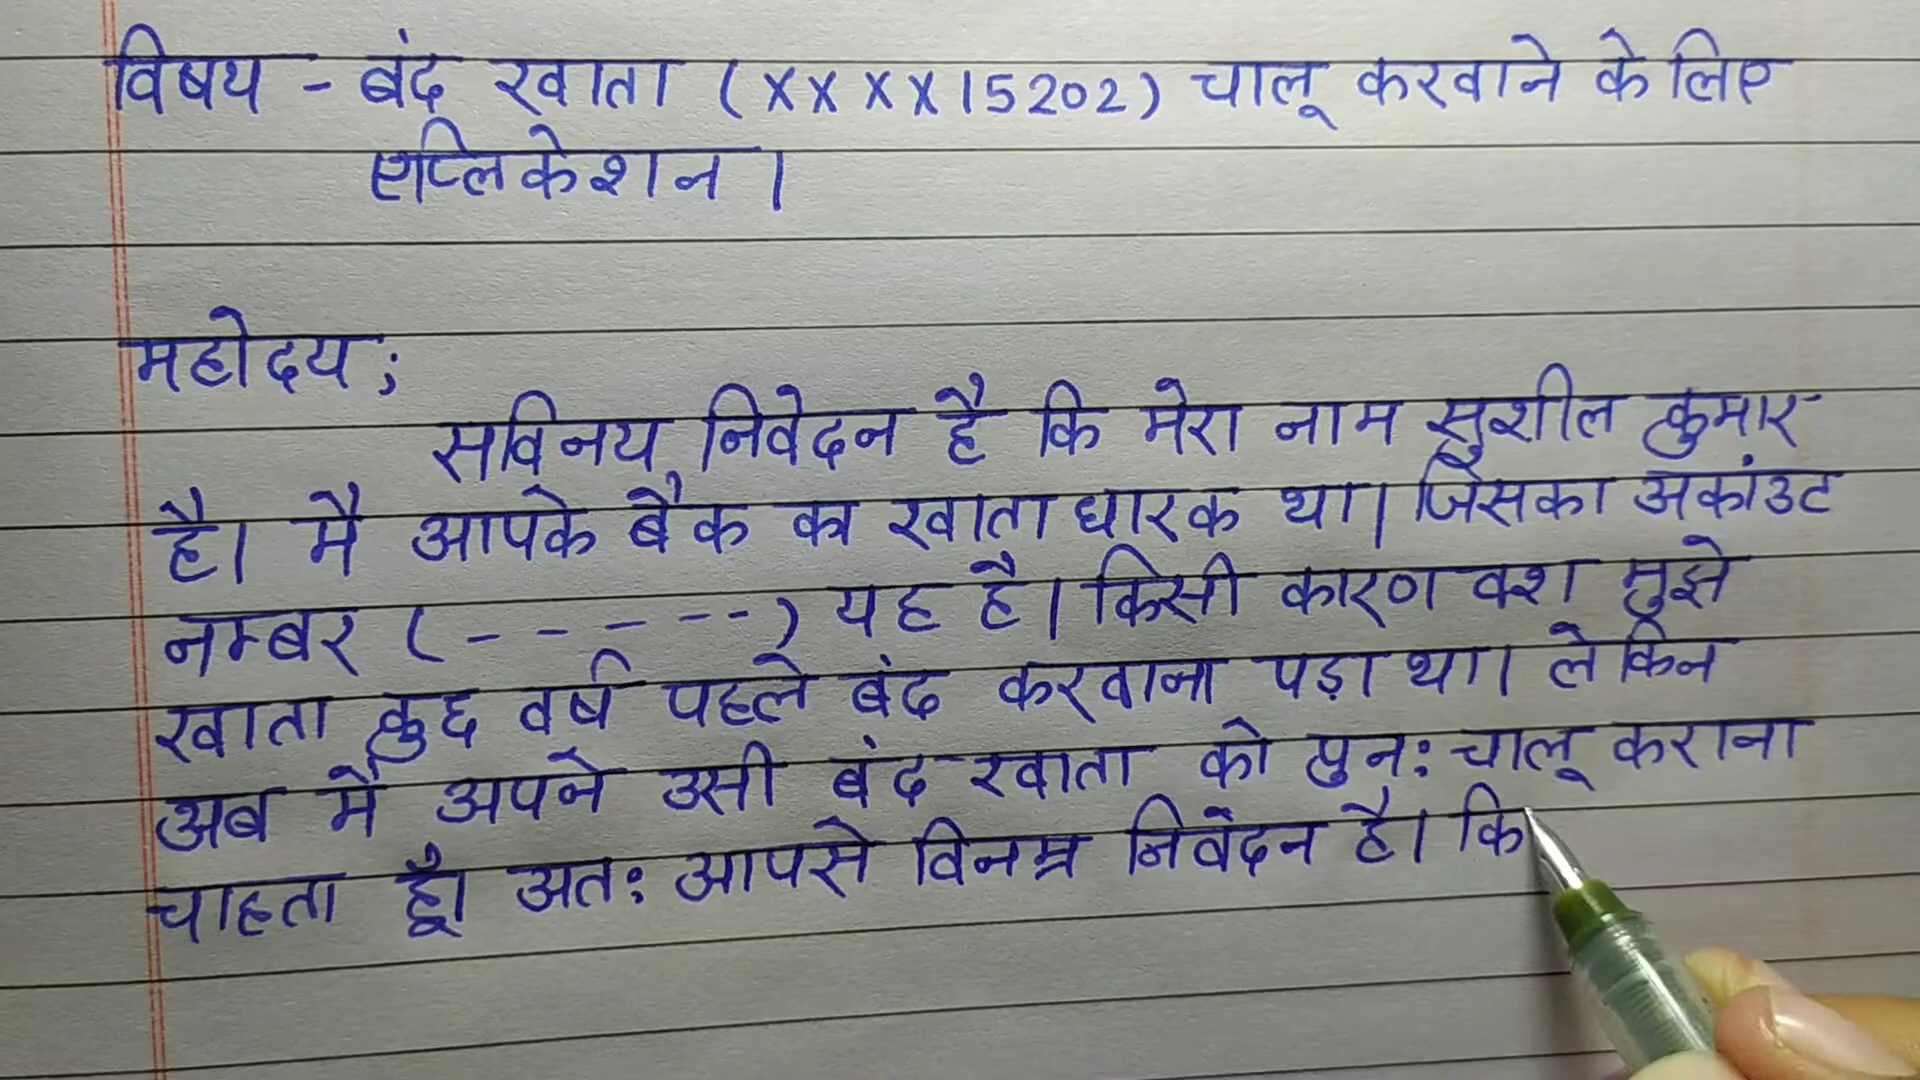 विषय - बंद खाता (XXXX15202) चालू करवाने के लिए
एप्लिकेशन।
महोदय;
सविनय निवेदन है कि मेरा नाम सुशील कुमार
है। मै आपके बैक का खाता धारक था। जिसका अकांउट
नम्बर (- - - - - --) यह है। किसी कारण वश मुझे
खाता कुछ वर्ष पहले बंद करवाना पड़ा था। लेकिन
अब मै अपने उसी बंद खाता को पुनः चालू कराना
चाहता हूँ। अतः आपसे विनम्र निवेदन है। कि